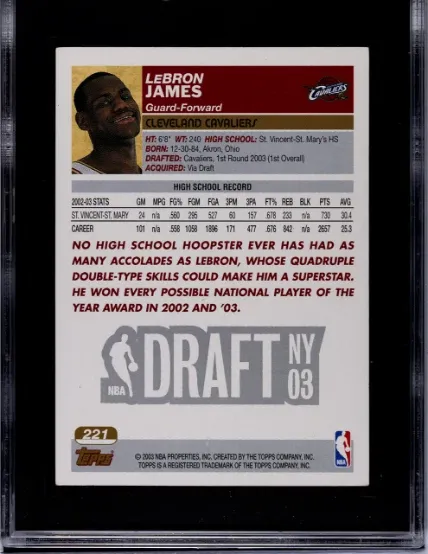 LEBRON
JAMES
Guard-Forward
CAVALIERS
CLEVELAND CAVALIERS
HT: 6'8" WT: 240 HIGH SCHOOL: St. Vincent-St. Mary's HS
BORN: 12-30-84, Akron, Ohio
DRAFTED: Cavaliers, 1st Round 2003 (1st Overall)
ACQUIRED: Via Draft
HIGH SCHOOL RECORD
2002-03 STATS GM MPG FG% FGM FGA 3PM 3PA FT% REB BLK PTS AVG
ST. VINCENT-ST. MARY 24 n/a .560 295 527 60 157 .678 233 n/a 730 30.4
CAREER 101 n/a .558 1058 1896 171 477 .676 842 n/a 2657 25.3
NO HIGH SCHOOL HOOPSTER EVER HAS HAD AS
MANY ACCOLADES AS LEBRON, WHOSE QUADRUPLE
DOUBLE-TYPE SKILLS COULD MAKE HIM A SUPERSTAR.
HE WON EVERY POSSIBLE NATIONAL PLAYER OF THE
YEAR AWARD IN 2002 AND '03.
NBA DRAFT NY 03
221
Topps
© 2003 NBA PROPERTIES, INC. CREATED BY THE TOPPS COMPANY, INC.
TOPPS IS A REGISTERED TRADEMARK OF THE TOPPS COMPANY, INC.
NBA